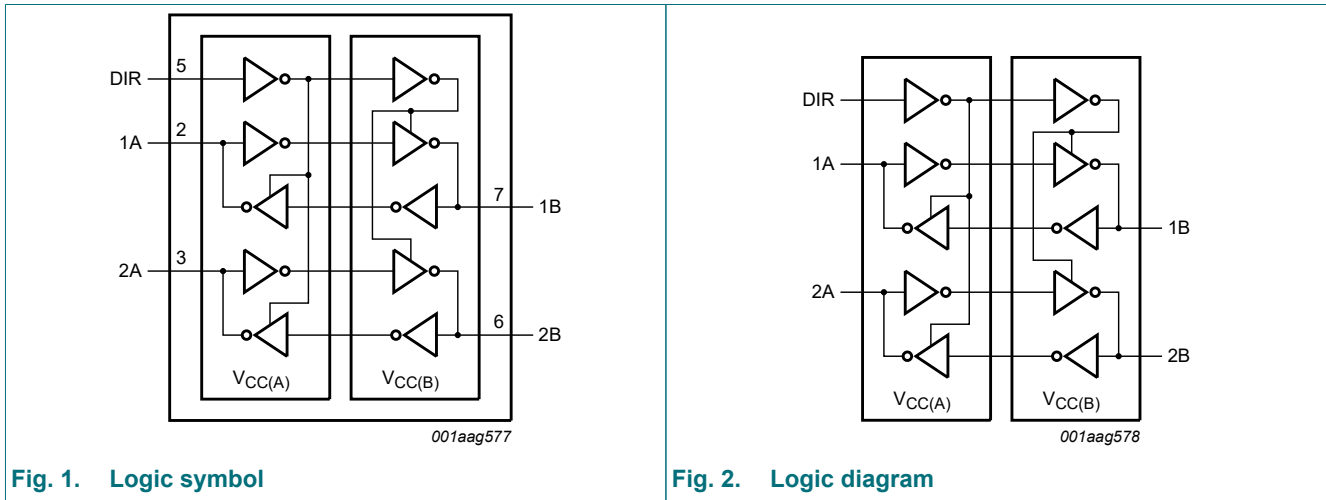 DIR 5
1A 2
7 1B
2A 3
6 2B
VCC(A) VCC(B)
001aag577
Fig. 1. Logic symbol
DIR
1A
1B
2A
2B
VCC(A) VCC(B)
001aag578
Fig. 2. Logic diagram